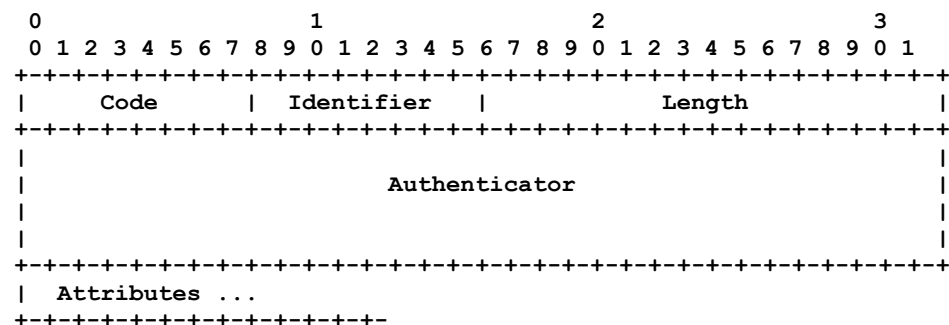 0                   1                   2                   3
 0 1 2 3 4 5 6 7 8 9 0 1 2 3 4 5 6 7 8 9 0 1 2 3 4 5 6 7 8 9 0 1
+-+-+-+-+-+-+-+-+-+-+-+-+-+-+-+-+-+-+-+-+-+-+-+-+-+-+-+-+-+-+-+-+
|     Code      |  Identifier   |            Length             |
+-+-+-+-+-+-+-+-+-+-+-+-+-+-+-+-+-+-+-+-+-+-+-+-+-+-+-+-+-+-+-+-+
|                                                               |
|                         Authenticator                         |
|                                                               |
|                                                               |
+-+-+-+-+-+-+-+-+-+-+-+-+-+-+-+-+-+-+-+-+-+-+-+-+-+-+-+-+-+-+-+-+
|  Attributes ...
+-+-+-+-+-+-+-+-+-+-+-+-+-